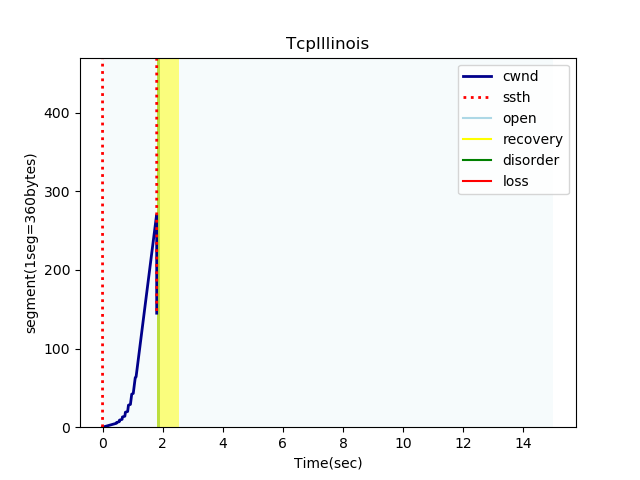 TcpIllinois
cwnd
ssth
open
recovery
disorder
loss
segment(1seg=360bytes)
400
300
200
100
0
0 2 4 6 8 10 12 14
Time(sec)